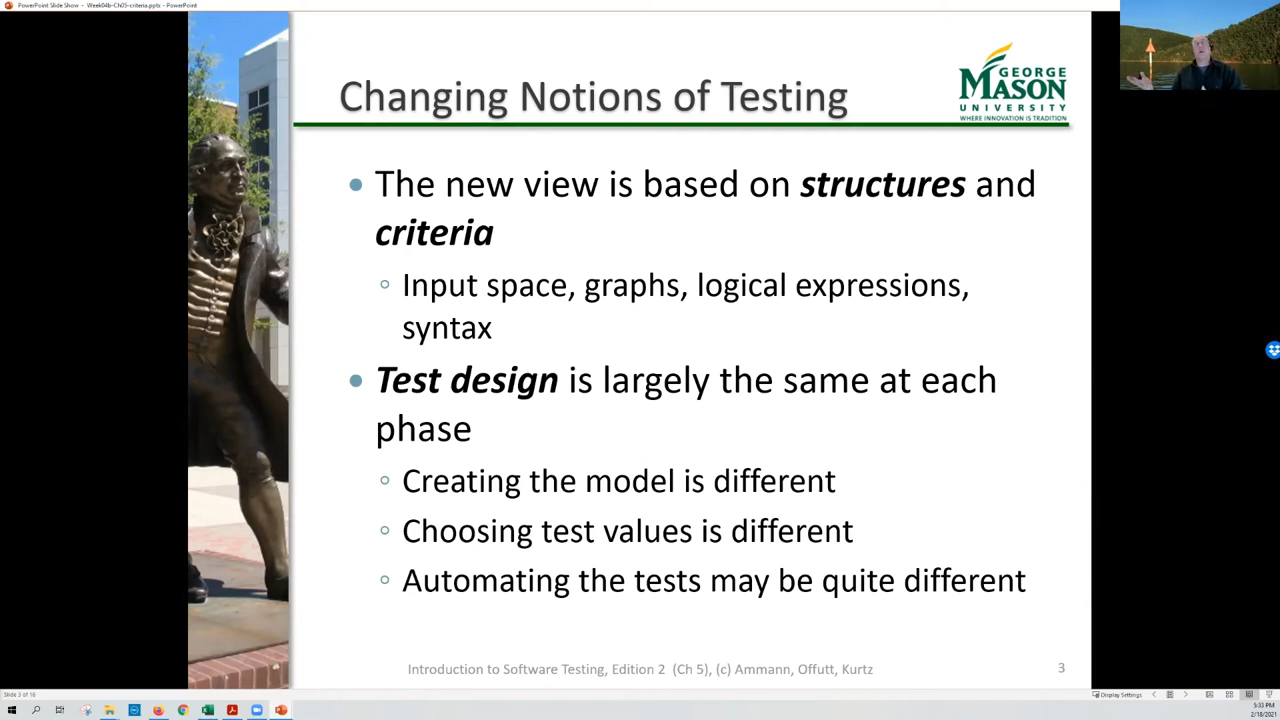 PowerPoint Slide Show - Week04b-Ch05-criteria.pptx - PowerPoint
Changing Notions of Testing
GEORGE
MASON
UNIVERSITY
WHERE INNOVATION IS TRADITION
• The new view is based on structures and
criteria
◦ Input space, graphs, logical expressions,
syntax
• Test design is largely the same at each
phase
◦ Creating the model is different
◦ Choosing test values is different
◦ Automating the tests may be quite different
Introduction to Software Testing, Edition 2 (Ch 5), (c) Ammann, Offutt, Kurtz
3
Slide 3 of 16
Display Settings
5:33 PM
2/18/2021